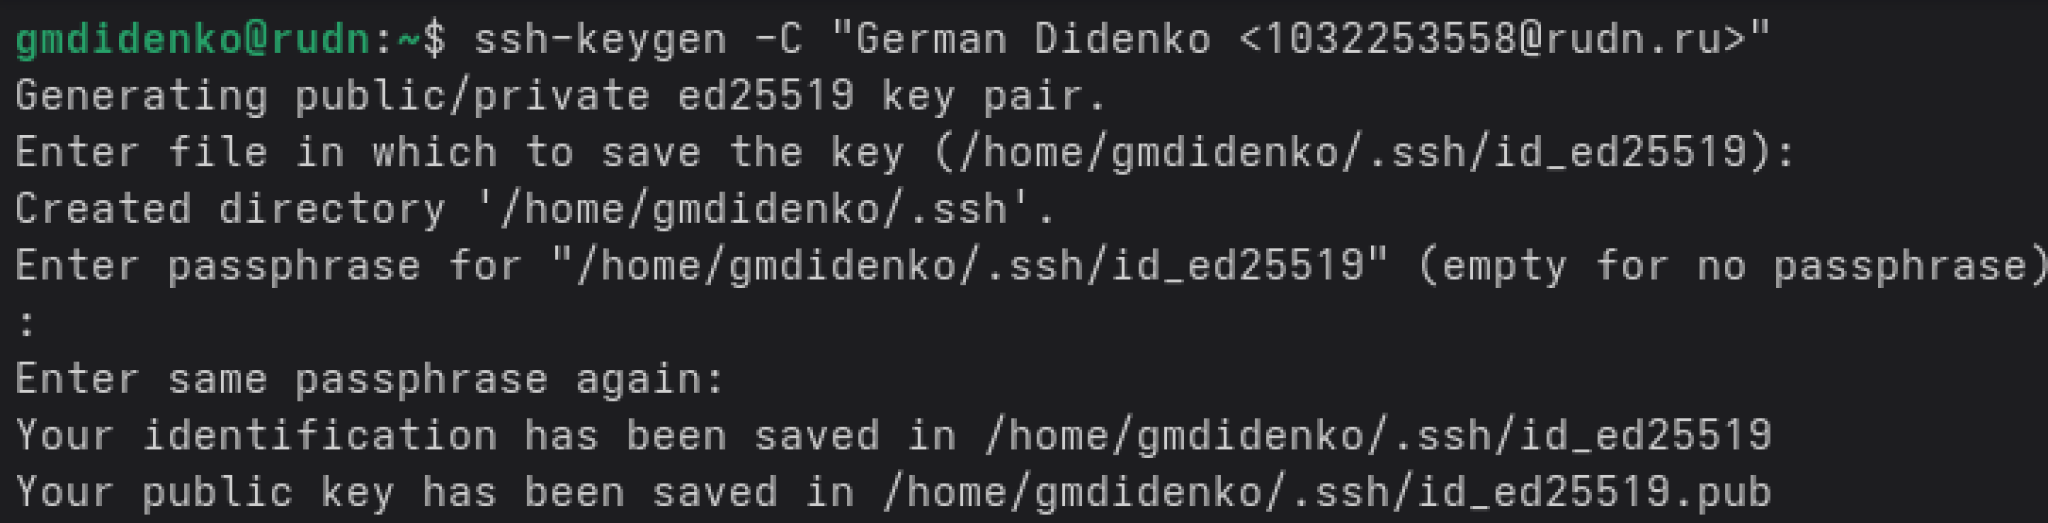 gmdidenko@rudn:~$ ssh-keygen -C "German Didenko <1032253558@rudn.ru>"
Generating public/private ed25519 key pair.
Enter file in which to save the key (/home/gmdidenko/.ssh/id_ed25519):
Created directory '/home/gmdidenko/.ssh'.
Enter passphrase for "/home/gmdidenko/.ssh/id_ed25519" (empty for no passphrase)
:
Enter same passphrase again:
Your identification has been saved in /home/gmdidenko/.ssh/id_ed25519
Your public key has been saved in /home/gmdidenko/.ssh/id_ed25519.pub